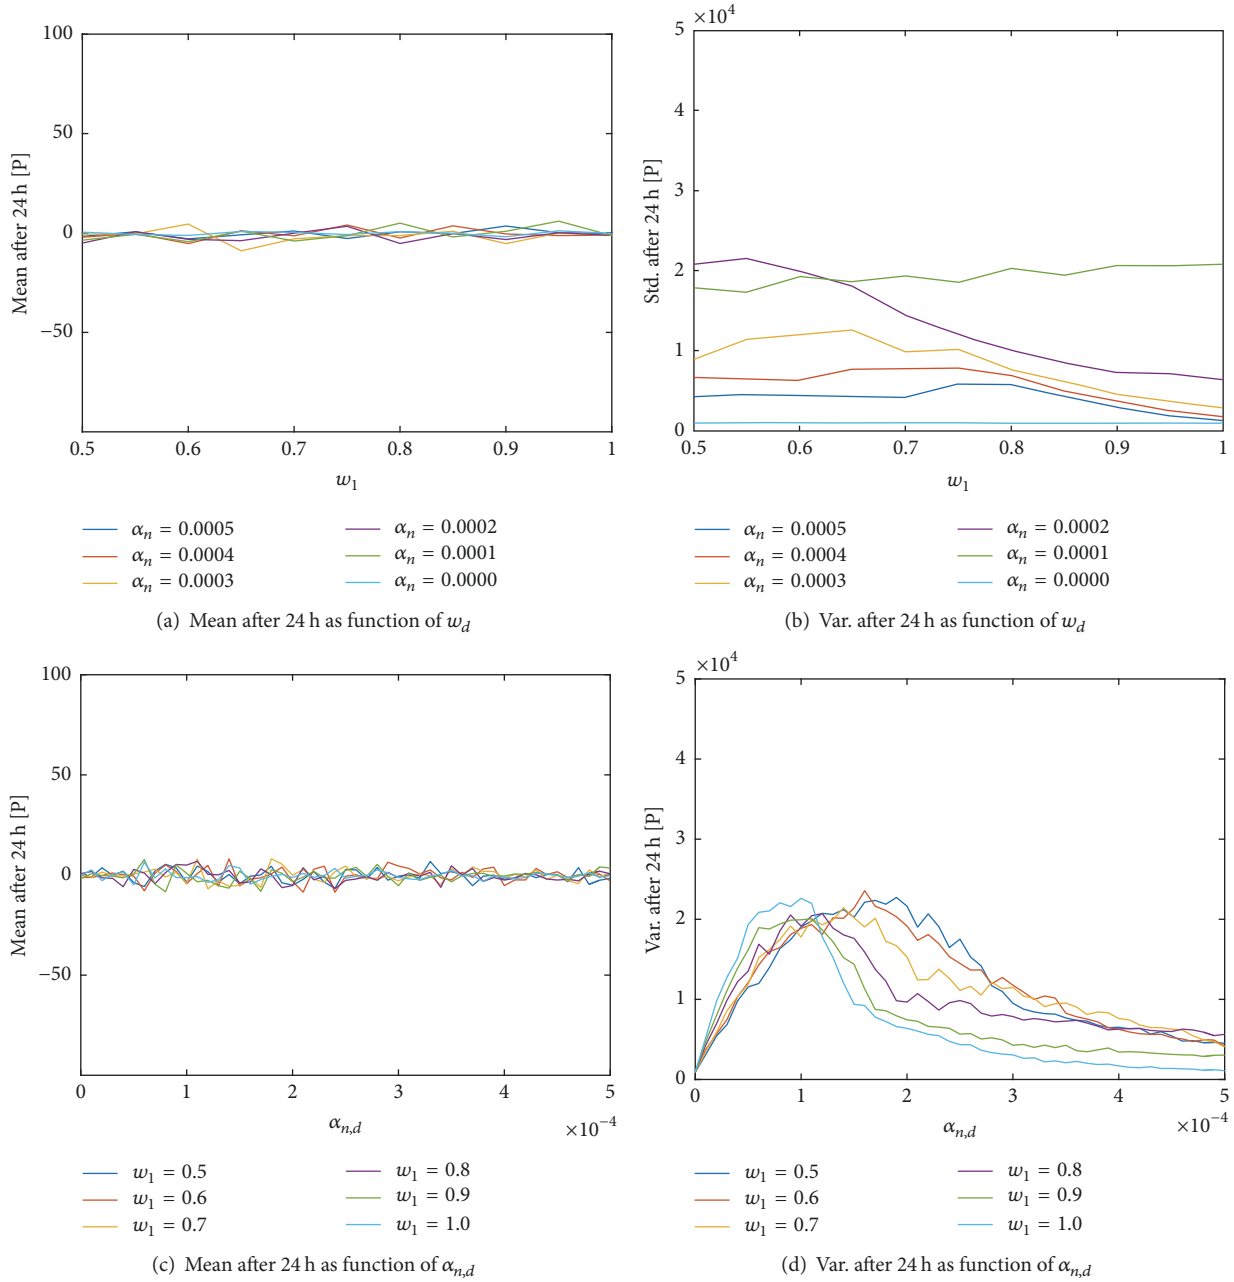 100
50
0
−50
Mean after 24 h [P]
0.5 0.6 0.7 0.8 0.9 1
w1
αn = 0.0005 αn = 0.0002
αn = 0.0004 αn = 0.0001
αn = 0.0003 αn = 0.0000
(a) Mean after 24 h as function of wd
×10^4
5
4
3
2
1
0
Std. after 24 h [P]
0.5 0.6 0.7 0.8 0.9 1
w1
αn = 0.0005 αn = 0.0002
αn = 0.0004 αn = 0.0001
αn = 0.0003 αn = 0.0000
(b) Var. after 24 h as function of wd
100
50
0
−50
Mean after 24 h [P]
0 1 2 3 4 5
×10^−4
αn,d
w1 = 0.5 w1 = 0.8
w1 = 0.6 w1 = 0.9
w1 = 0.7 w1 = 1.0
(c) Mean after 24 h as function of αn,d
×10^4
5
4
3
2
1
0
Var. after 24 h [P]
0 1 2 3 4 5
×10^−4
αn,d
w1 = 0.5 w1 = 0.8
w1 = 0.6 w1 = 0.9
w1 = 0.7 w1 = 1.0
(d) Var. after 24 h as function of αn,d